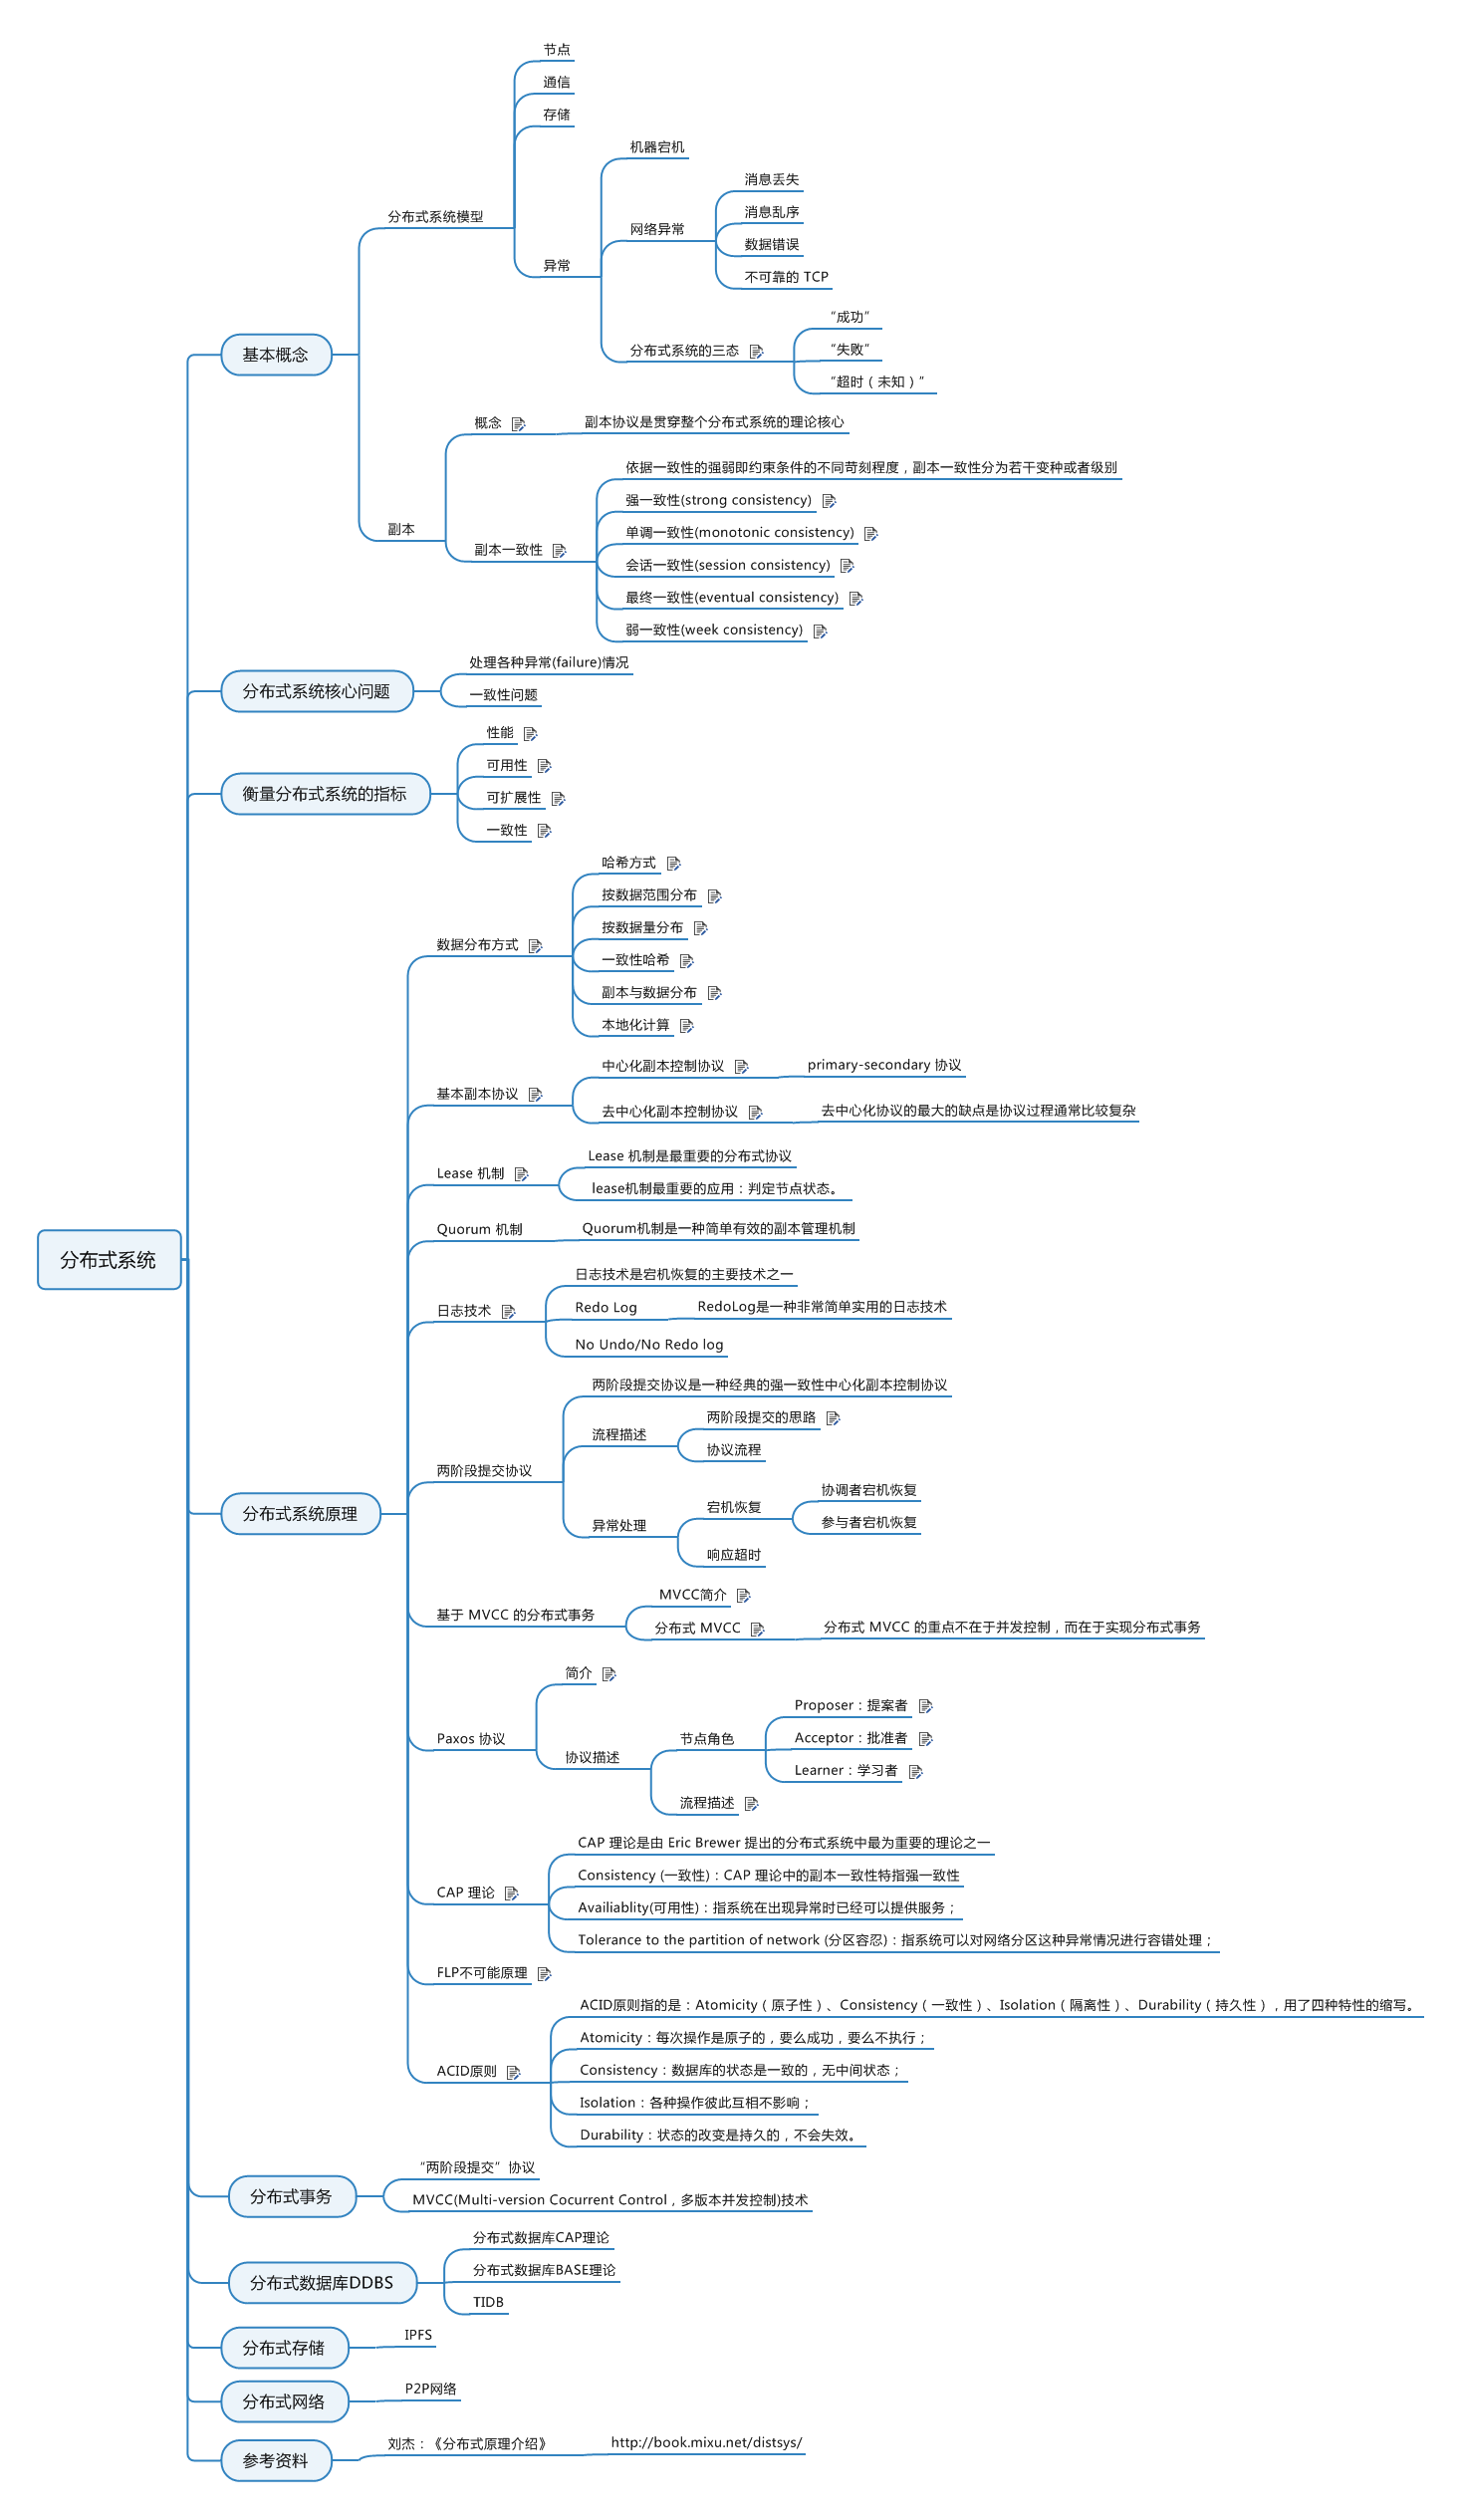 分布式系统
基本概念
分布式系统模型
节点
通信
存储
异常
机器宕机
网络异常
消息丢失
消息乱序
数据错误
不可靠的 TCP
分布式系统的三态
“成功”
“失败”
“超时（未知）”
副本
概念
副本协议是贯穿整个分布式系统的理论核心
副本一致性
依据一致性的强弱即约束条件的不同苛刻程度，副本一致性分为若干变种或者级别
强一致性(strong consistency)
单调一致性(monotonic consistency)
会话一致性(session consistency)
最终一致性(eventual consistency)
弱一致性(week consistency)
分布式系统核心问题
处理各种异常(failure)情况
一致性问题
衡量分布式系统的指标
性能
可用性
可扩展性
一致性
分布式系统原理
数据分布方式
哈希方式
按数据范围分布
按数据量分布
一致性哈希
副本与数据分布
本地化计算
基本副本协议
中心化副本控制协议
primary-secondary 协议
去中心化副本控制协议
去中心化协议的最大的缺点是协议过程通常比较复杂
Lease 机制
Lease 机制是最重要的分布式协议
lease机制最重要的应用：判定节点状态。
Quorum 机制
Quorum机制是一种简单有效的副本管理机制
日志技术
日志技术是宕机恢复的主要技术之一
Redo Log
RedoLog是一种非常简单实用的日志技术
No Undo/No Redo log
两阶段提交协议
两阶段提交协议是一种经典的强一致性中心化副本控制协议
流程描述
两阶段提交的思路
协议流程
异常处理
宕机恢复
协调者宕机恢复
参与者宕机恢复
响应超时
基于 MVCC 的分布式事务
MVCC简介
分布式 MVCC
分布式 MVCC 的重点不在于并发控制，而在于实现分布式事务
Paxos 协议
简介
协议描述
节点角色
Proposer：提案者
Acceptor：批准者
Learner：学习者
流程描述
CAP 理论
CAP 理论是由 Eric Brewer 提出的分布式系统中最为重要的理论之一
Consistency (一致性)：CAP 理论中的副本一致性特指强一致性
Availiablity(可用性)：指系统在出现异常时已经可以提供服务；
Tolerance to the partition of network (分区容忍)：指系统可以对网络分区这种异常情况进行容错处理；
FLP不可能原理
ACID原则
ACID原则指的是：Atomicity（原子性）、Consistency（一致性）、Isolation（隔离性）、Durability（持久性），用了四种特性的缩写。
Atomicity：每次操作是原子的，要么成功，要么不执行；
Consistency：数据库的状态是一致的，无中间状态；
Isolation：各种操作彼此互相不影响；
Durability：状态的改变是持久的，不会失效。
分布式事务
“两阶段提交”协议
MVCC(Multi-version Cocurrent Control，多版本并发控制)技术
分布式数据库DDBS
分布式数据库CAP理论
分布式数据库BASE理论
TIDB
分布式存储
IPFS
分布式网络
P2P网络
参考资料
刘杰：《分布式原理介绍》
http://book.mixu.net/distsys/